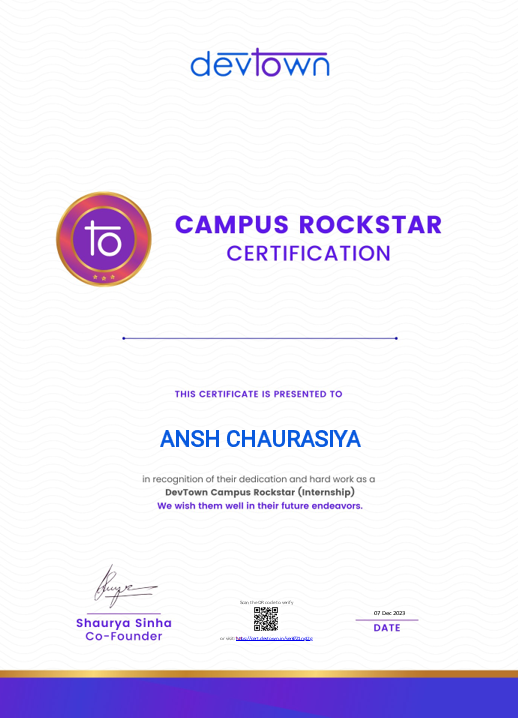 devtown
to
CAMPUS ROCKSTAR
CERTIFICATION
THIS CERTIFICATE IS PRESENTED TO
ANSH CHAURASIYA
in recognition of their dedication and hard work as a
DevTown Campus Rockstar (Internship)
We wish them well in their future endeavors.
Scan the QR code to verify
or visit
07 Dec 2023
Shaurya Sinha
Co-Founder
DATE